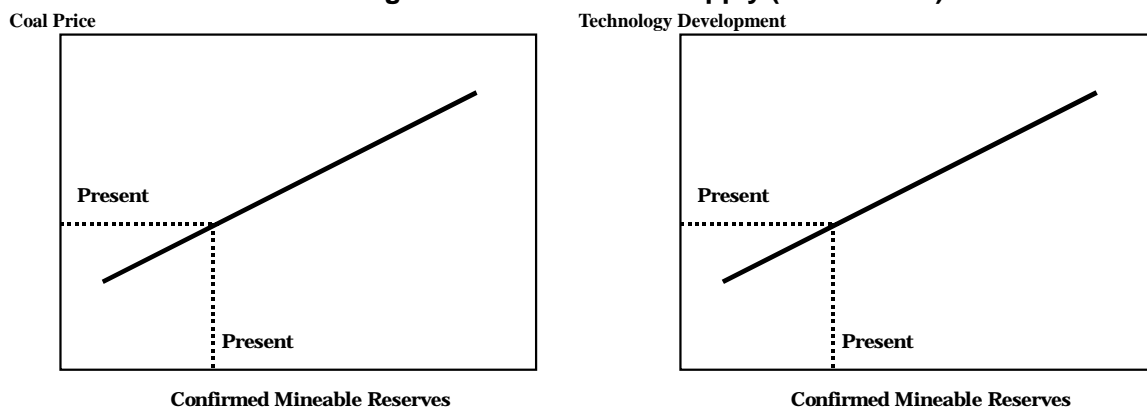 Coal Price
Technology Development
Present
Present
Present
Present
Confirmed Mineable Reserves
Confirmed Mineable Reserves